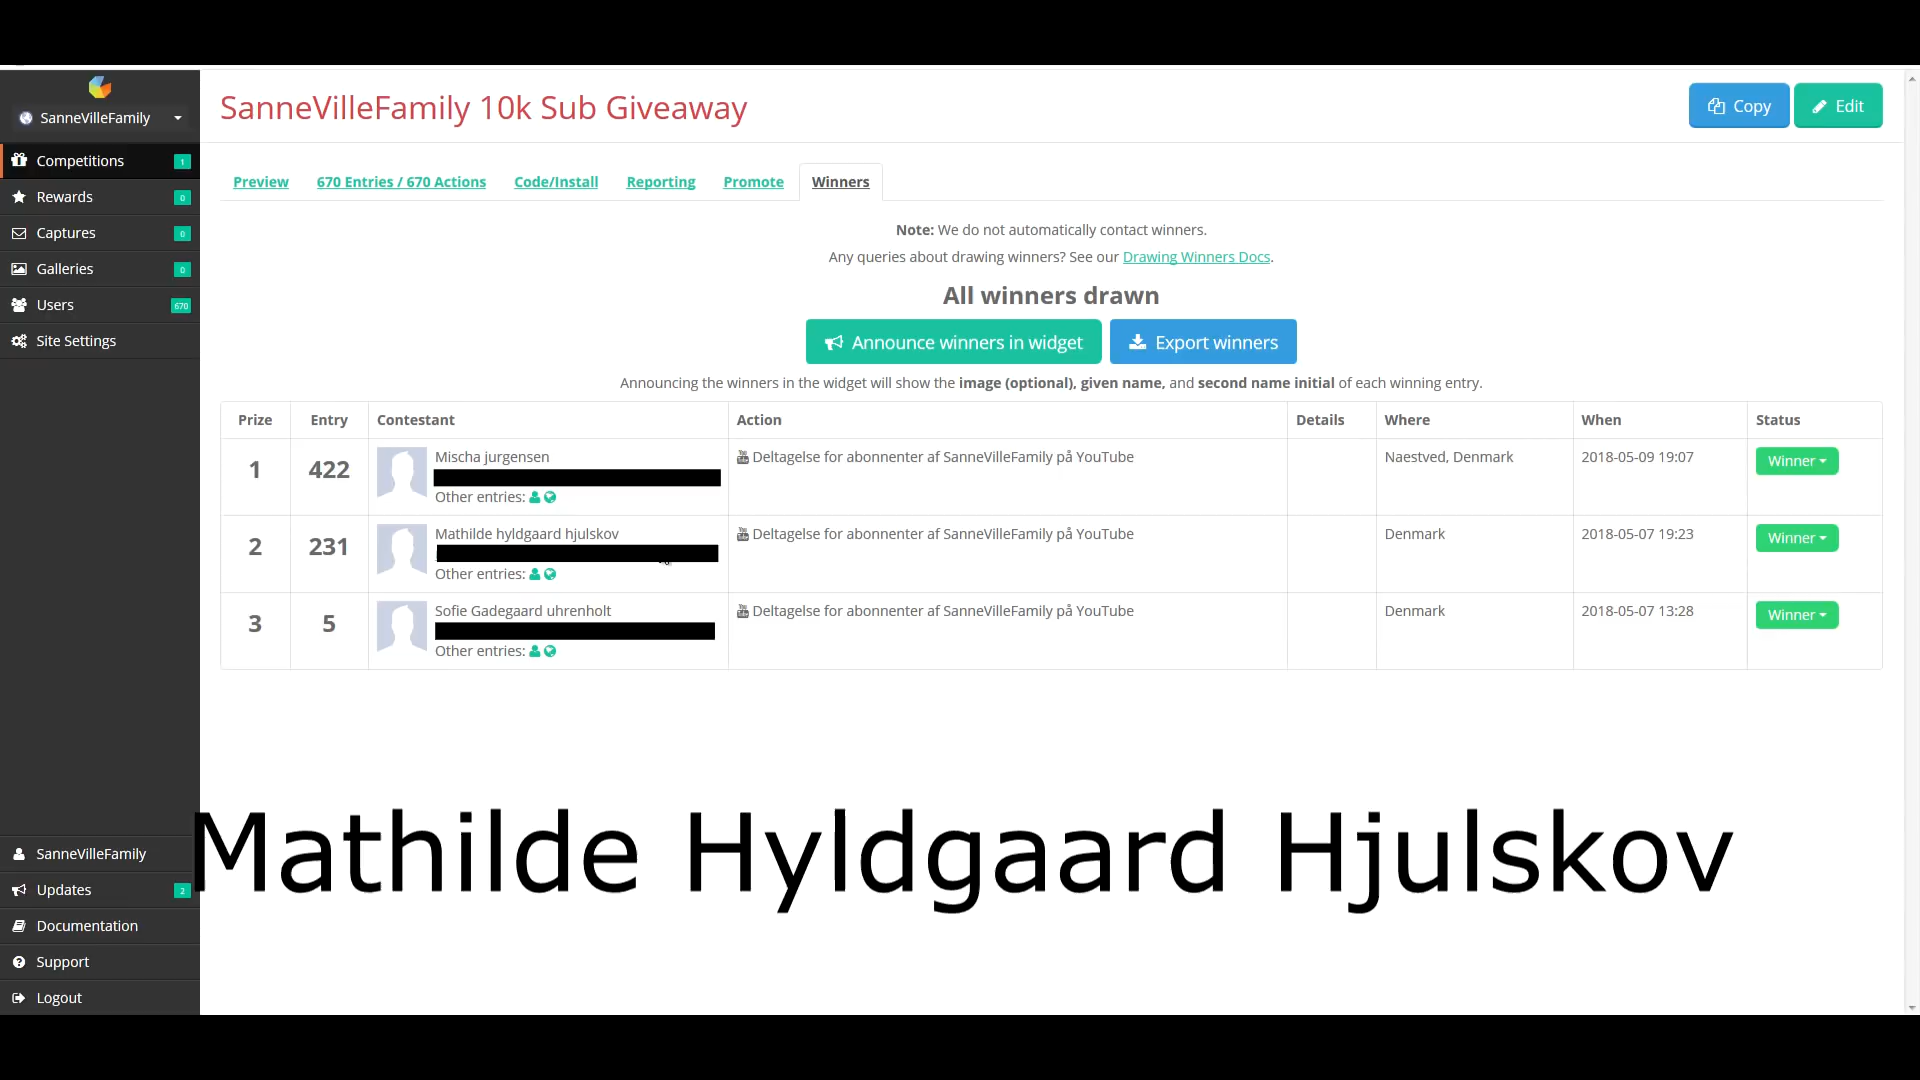 SanneVilleFamily
Competitions 1
Rewards 0
Captures 0
Galleries 0
Users 670
Site Settings
SanneVilleFamily 10k Sub Giveaway
Copy Edit
Preview 670 Entries / 670 Actions Code/Install Reporting Promote Winners
Note: We do not automatically contact winners.
Any queries about drawing winners? See our Drawing Winners Docs.
All winners drawn
Announce winners in widget Export winners
Announcing the winners in the widget will show the image (optional), given name, and second name initial of each winning entry.
Prize Entry Contestant Action Details Where When Status
1 422 Mischa jurgensen Deltagelse for abonnenter af SanneVilleFamily på YouTube Naestved, Denmark 2018-05-09 19:07 Winner
Other entries:
2 231 Mathilde hyldgaard hjulskov Deltagelse for abonnenter af SanneVilleFamily på YouTube Denmark 2018-05-07 19:23 Winner
Other entries:
3 5 Sofie Gadegaard uhrenholt Deltagelse for abonnenter af SanneVilleFamily på YouTube Denmark 2018-05-07 13:28 Winner
Other entries:
Mathilde Hyldgaard Hjulskov
SanneVilleFamily
Updates 2
Documentation
Support
Logout